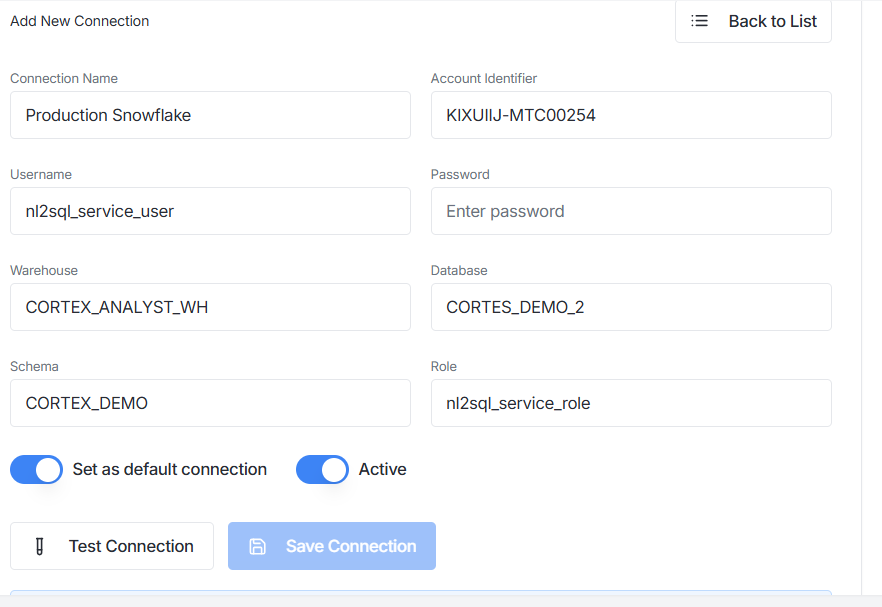 Add New Connection
Back to List
Connection Name
Account Identifier
Production Snowflake
KIXUIIJ-MTC00254
Username
Password
nl2sql_service_user
Enter password
Warehouse
Database
CORTEX_ANALYST_WH
CORTES_DEMO_2
Schema
Role
CORTEX_DEMO
nl2sql_service_role
Set as default connection
Active
Test Connection
Save Connection